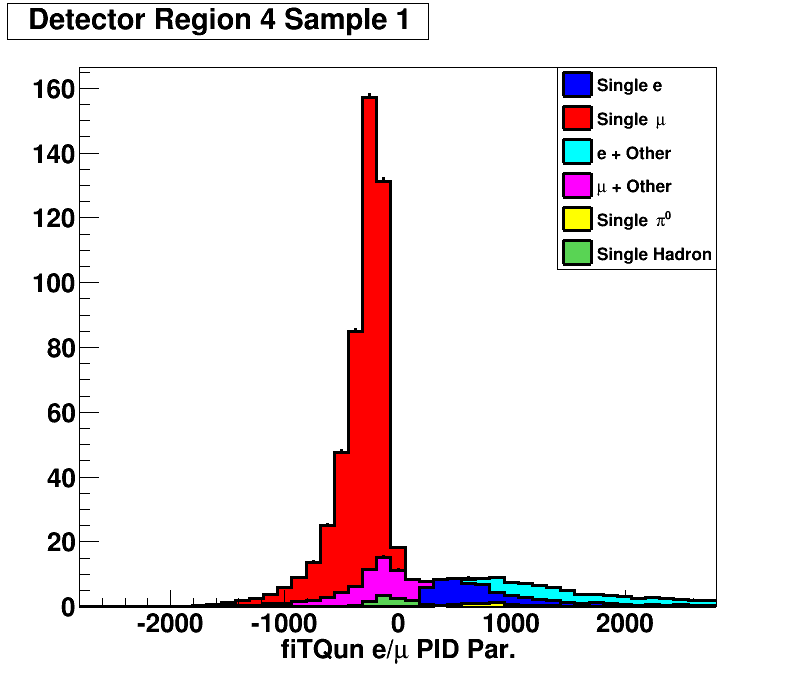 Detector Region 4 Sample 1
160
140
120
100
80
60
40
20
0
Single e
Single μ
e + Other
μ + Other
Single π⁰
Single Hadron
-2000 -1000 0 1000 2000
fiTQun e/μ PID Par.